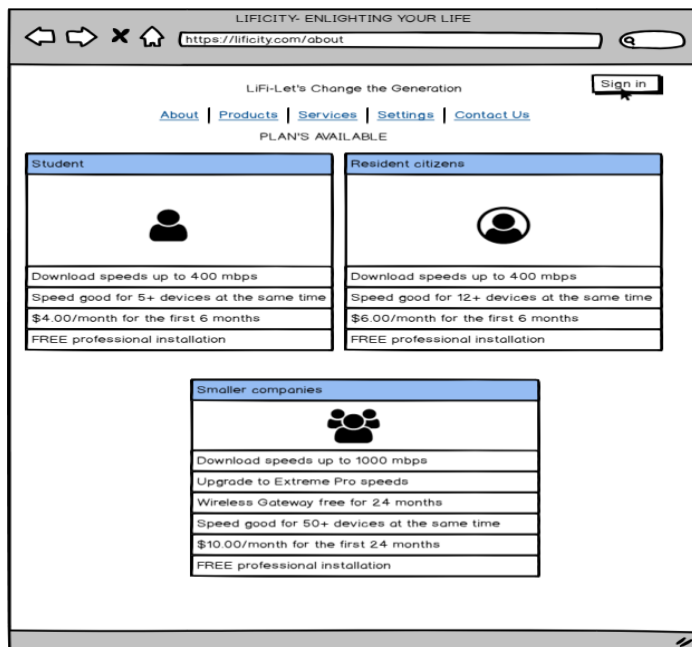 LIFICITY- ENLIGHTING YOUR LIFE
https://lificity.com/about
LiFi-Let's Change the Generation
Sign in
About | Products | Services | Settings | Contact Us
PLAN'S AVAILABLE
Student
Download speeds up to 400 mbps
Speed good for 5+ devices at the same time
$4.00/month for the first 6 months
FREE professional installation
Resident citizens
Download speeds up to 400 mbps
Speed good for 12+ devices at the same time
$6.00/month for the first 6 months
FREE professional installation
Smaller companies
Download speeds up to 1000 mbps
Upgrade to Extreme Pro speeds
Wireless Gateway free for 24 months
Speed good for 50+ devices at the same time
$10.00/month for the first 24 months
FREE professional installation